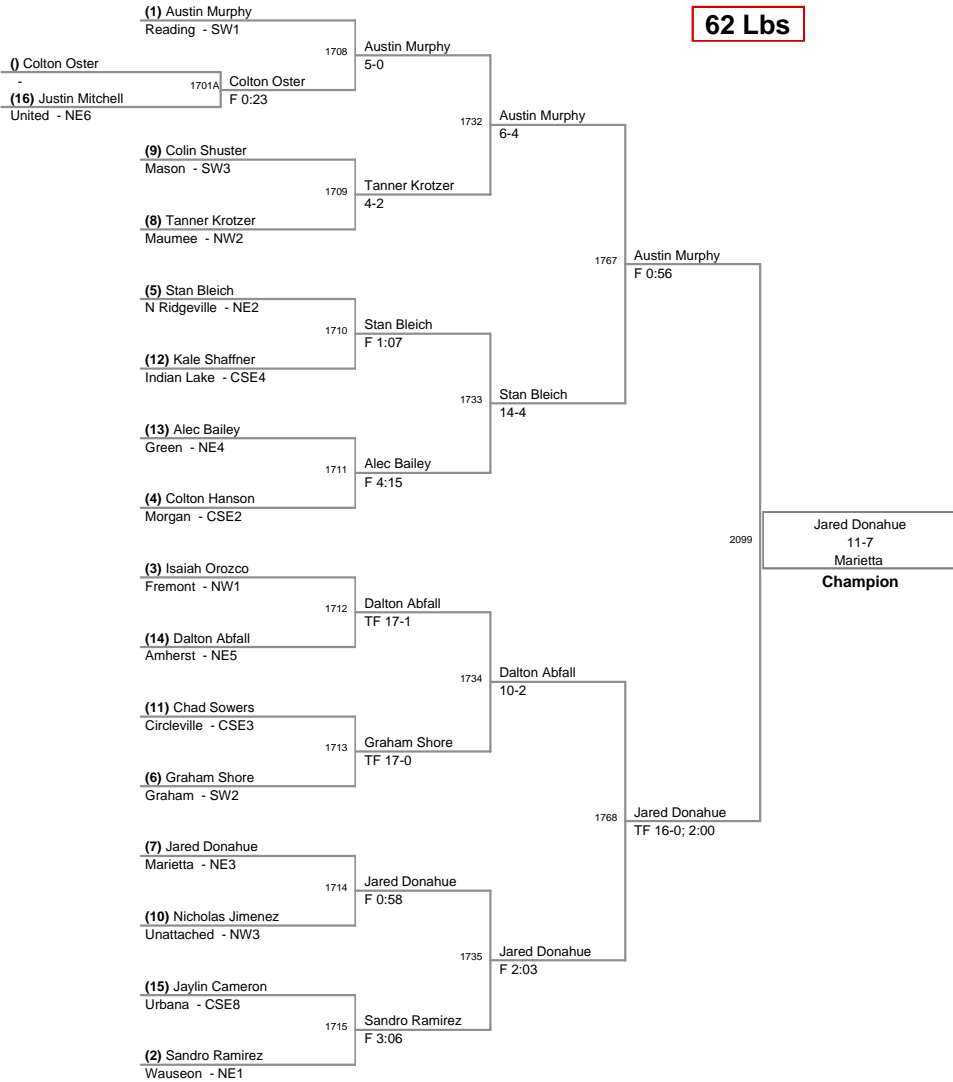 62 Lbs
(1) Austin Murphy
Reading - SW1
1708
Austin Murphy
5-0
() Colton Oster
-
1701A
Colton Oster
F 0:23
(16) Justin Mitchell
United - NE6
1732
Austin Murphy
6-4
(9) Colin Shuster
Mason - SW3
1709
Tanner Krotzer
4-2
(8) Tanner Krotzer
Maumee - NW2
1767
Austin Murphy
F 0:56
(5) Stan Bleich
N Ridgeville - NE2
1710
Stan Bleich
F 1:07
(12) Kale Shaffner
Indian Lake - CSE4
1733
Stan Bleich
14-4
(13) Alec Bailey
Green - NE4
1711
Alec Bailey
F 4:15
(4) Colton Hanson
Morgan - CSE2
2099
Jared Donahue
11-7
Marietta
Champion
(3) Isaiah Orozco
Fremont - NW1
1712
Dalton Abfall
TF 17-1
(14) Dalton Abfall
Amherst - NE5
1734
Dalton Abfall
10-2
(11) Chad Sowers
Circleville - CSE3
1713
Graham Shore
TF 17-0
(6) Graham Shore
Graham - SW2
1768
Jared Donahue
TF 16-0; 2:00
(7) Jared Donahue
Marietta - NE3
1714
Jared Donahue
F 0:58
(10) Nicholas Jimenez
Unattached - NW3
1735
Jared Donahue
F 2:03
(15) Jaylin Cameron
Urbana - CSE8
1715
Sandro Ramirez
F 3:06
(2) Sandro Ramirez
Wauseon - NE1